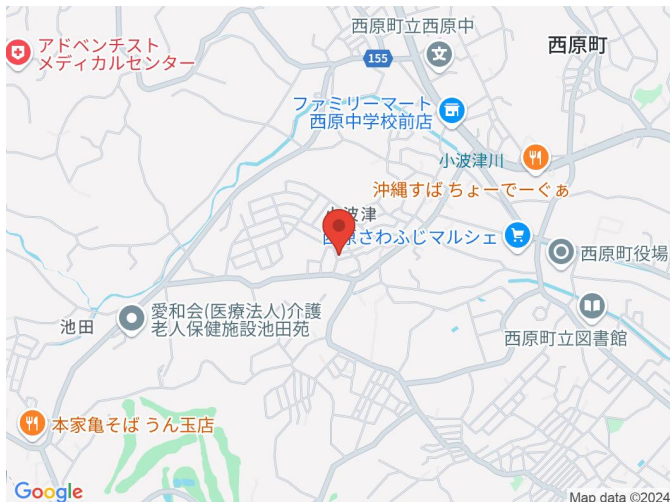 アドベンチスト
メディカルセンター
西原町立西原中
文
西原町
155
ファミリーマート
西原中学校前店
小波津川
沖縄すば ちょーでーぐぁ
波津
さわふじマルシェ
西原町役場
愛和会(医療法人)介護
老人保健施設池田苑
池田
西原町立図書館
本家亀そば うん玉店
Google
Map data ©2024